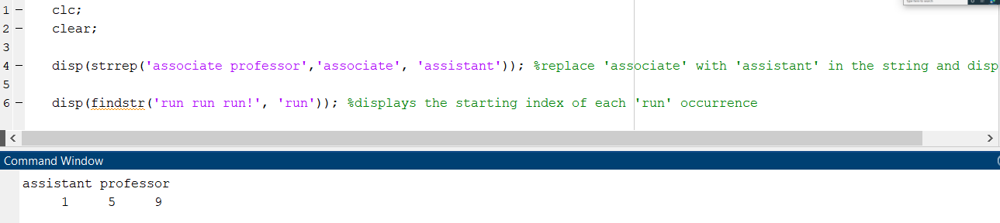 1 - clc;
2 - clear;
3
4 - disp(strrep('associate professor','associate', 'assistant')); %replace 'associate' with 'assistant' in the string and disp
5
6 - disp(findstr('run run run!', 'run')); %displays the starting index of each 'run' occurrence
Command Window
assistant professor
1 5 9